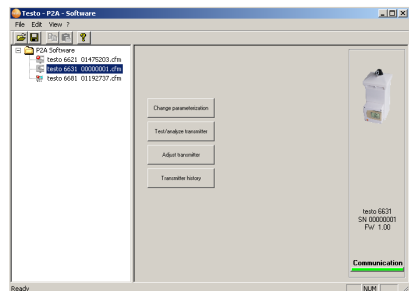 Testo - P2A - Software
File Edit View ?
P2A Software
testo 6621 01475203.cfm
testo 6631 00000001.cfm
testo 6681 01192737.cfm
Change parameterization
Test/analyze transmitter
Adjust transmitter
Transmitter history
testo 6631
SN 00000001
FW 1.00
Communication
Ready
NUM